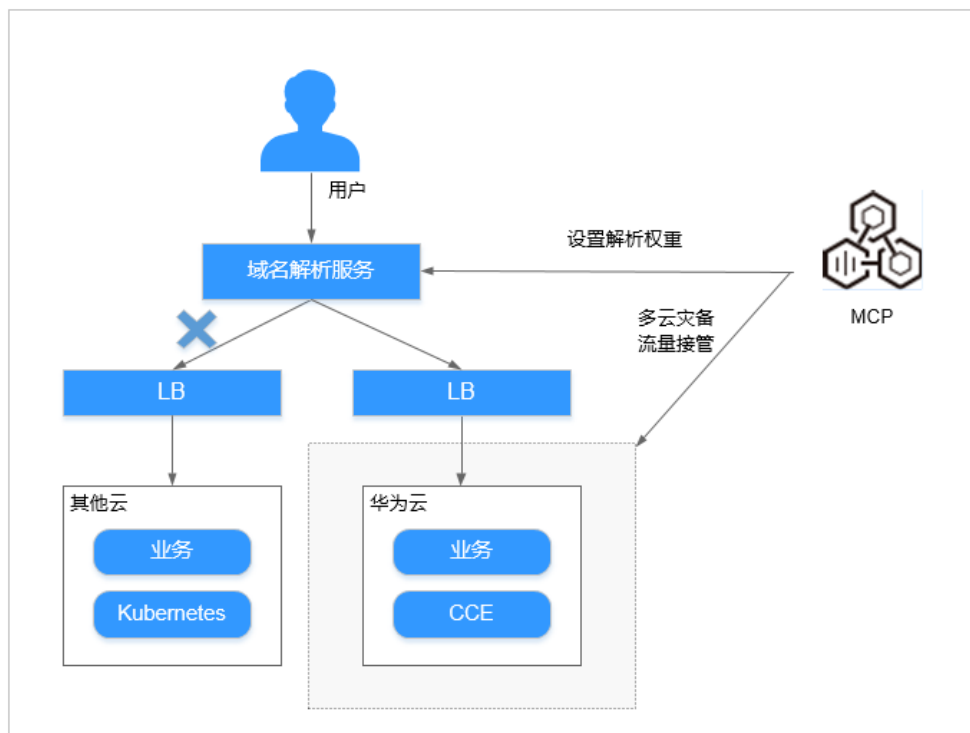 用户
域名解析服务
设置解析权重
MCP
多云灾备
流量接管
LB
LB
其他云
业务
Kubernetes
华为云
业务
CCE